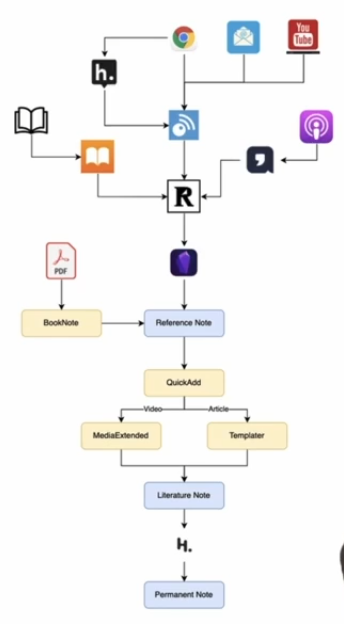 h.
You
Tube
R
PDF
BookNote
Reference Note
QuickAdd
Video
Article
MediaExtended
Templater
Literature Note
H.
Permanent Note